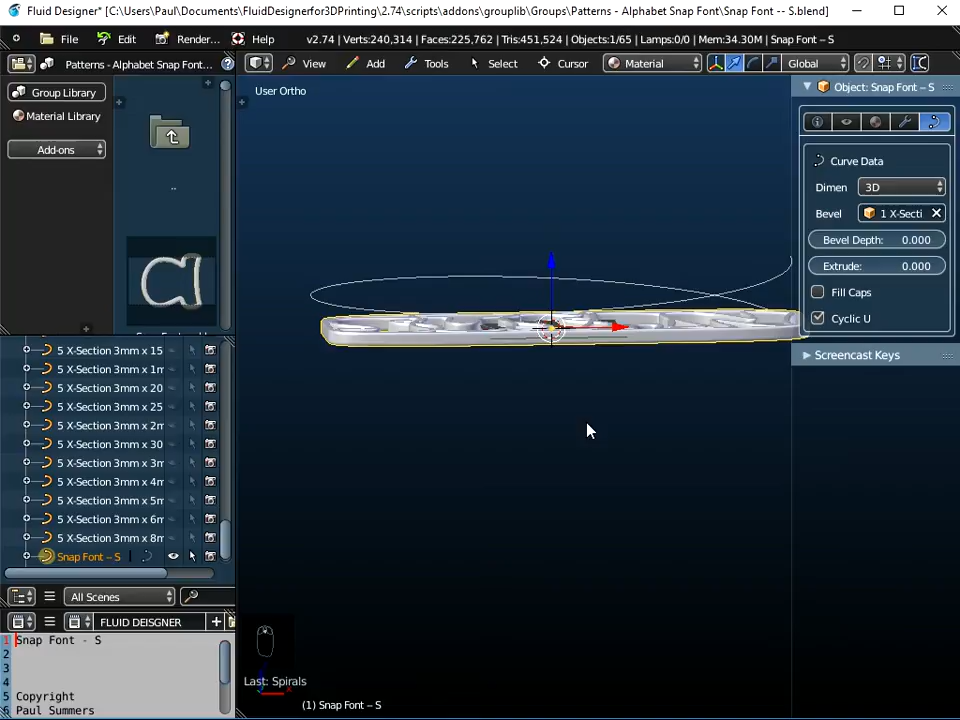 Fluid Designer* [C:\Users\Paul\Documents\FluidDesignerfor3DPrinting\2.74\scripts\addons\grouplib\Groups\Patterns - Alphabet Snap Font\Snap Font -- S.blend]
File Edit Render... Help v2.74 | Verts:240,314 | Faces:225,762 | Tris:451,524 | Objects:1/65 | Lamps:0/0 | Mem:34.30M | Snap Font – S
Patterns - Alphabet Snap Font... View Add Tools Select Cursor Material Global
Group Library
Material Library
Add-ons
..
User Ortho
Object: Snap Font – S
Curve Data
Dimen 3D
Bevel 1 X-Secti
Bevel Depth: 0.000
Extrude: 0.000
Fill Caps
Cyclic U
Screencast Keys
5 X-Section 3mm x 15
5 X-Section 3mm x 1m
5 X-Section 3mm x 20
5 X-Section 3mm x 25
5 X-Section 3mm x 2m
5 X-Section 3mm x 30
5 X-Section 3mm x 3m
5 X-Section 3mm x 4m
5 X-Section 3mm x 5m
5 X-Section 3mm x 6m
5 X-Section 3mm x 8m
Snap Font – S
All Scenes
FLUID DEISGNER
1 Snap Font - S
2
3
4
5 Copyright
6 Paul Summers
Last: Spirals
(1) Snap Font – S